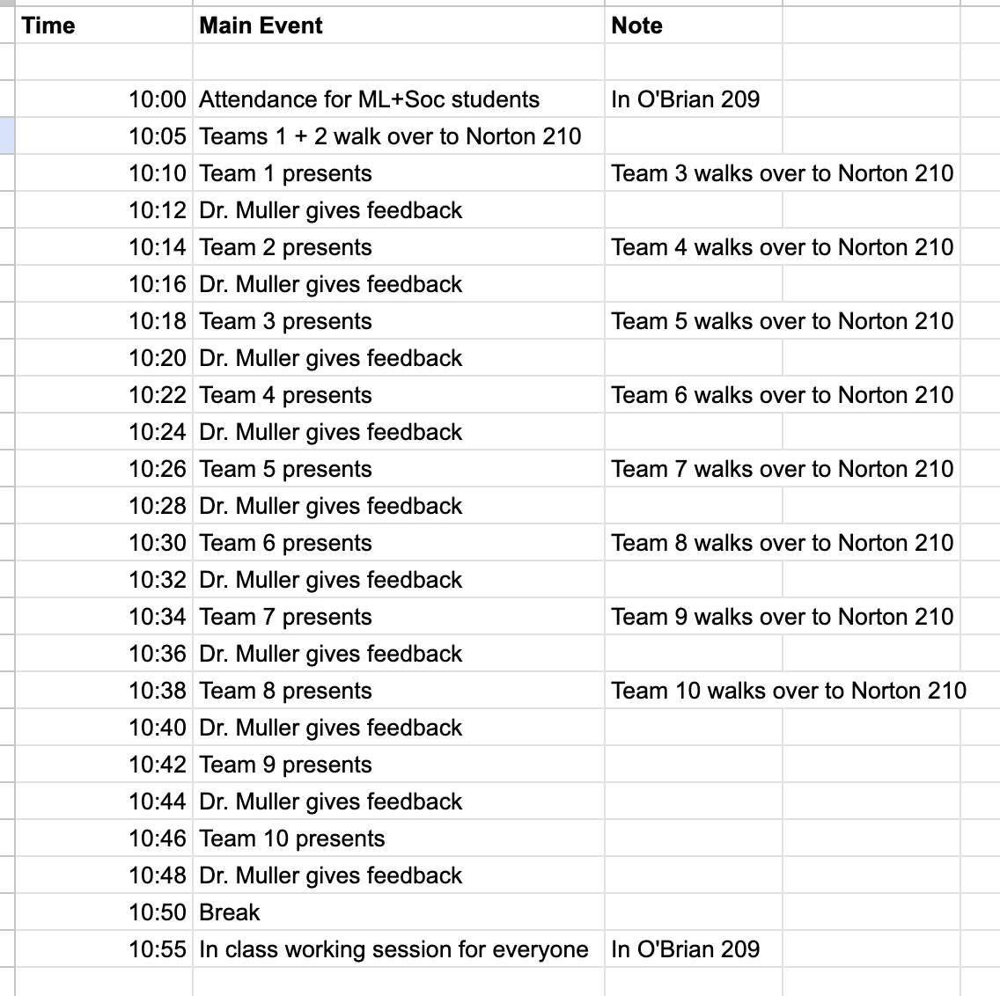 Time Main Event Note
10:00 Attendance for ML+Soc students In O'Brian 209
10:05 Teams 1 + 2 walk over to Norton 210
10:10 Team 1 presents Team 3 walks over to Norton 210
10:12 Dr. Muller gives feedback
10:14 Team 2 presents Team 4 walks over to Norton 210
10:16 Dr. Muller gives feedback
10:18 Team 3 presents Team 5 walks over to Norton 210
10:20 Dr. Muller gives feedback
10:22 Team 4 presents Team 6 walks over to Norton 210
10:24 Dr. Muller gives feedback
10:26 Team 5 presents Team 7 walks over to Norton 210
10:28 Dr. Muller gives feedback
10:30 Team 6 presents Team 8 walks over to Norton 210
10:32 Dr. Muller gives feedback
10:34 Team 7 presents Team 9 walks over to Norton 210
10:36 Dr. Muller gives feedback
10:38 Team 8 presents Team 10 walks over to Norton 210
10:40 Dr. Muller gives feedback
10:42 Team 9 presents
10:44 Dr. Muller gives feedback
10:46 Team 10 presents
10:48 Dr. Muller gives feedback
10:50 Break
10:55 In class working session for everyone In O'Brian 209